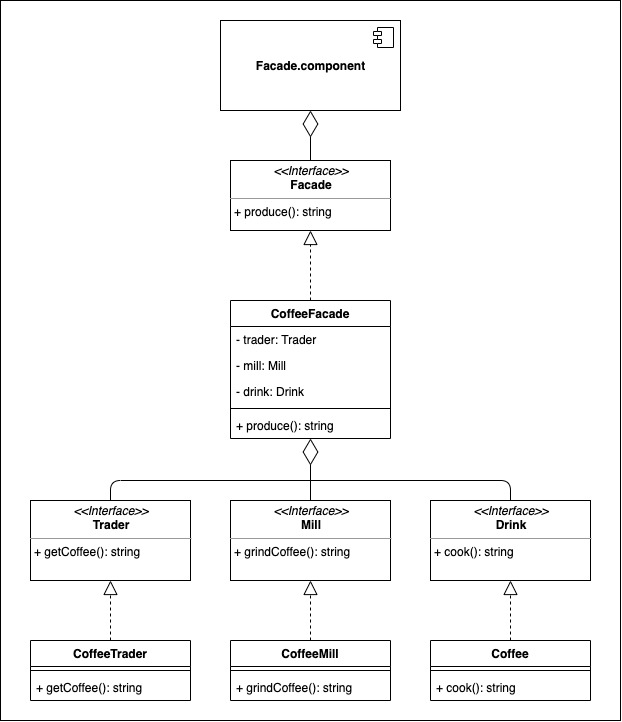 Facade.component
<<Interface>>
Facade
+ produce(): string
CoffeeFacade
- trader: Trader
- mill: Mill
- drink: Drink
+ produce(): string
<<Interface>>
Trader
+ getCoffee(): string
<<Interface>>
Mill
+ grindCoffee(): string
<<Interface>>
Drink
+ cook(): string
CoffeeTrader
+ getCoffee(): string
CoffeeMill
+ grindCoffee(): string
Coffee
+ cook(): string